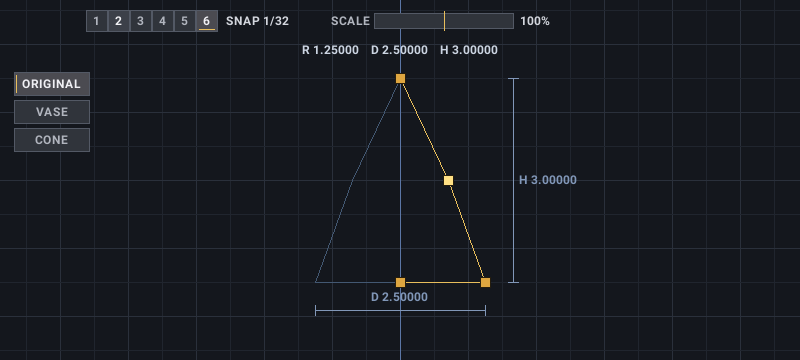 1 2 3 4 5 6 SNAP 1/32 SCALE 100%
R 1.25000 D 2.50000 H 3.00000
ORIGINAL
VASE
CONE
H 3.00000
D 2.50000